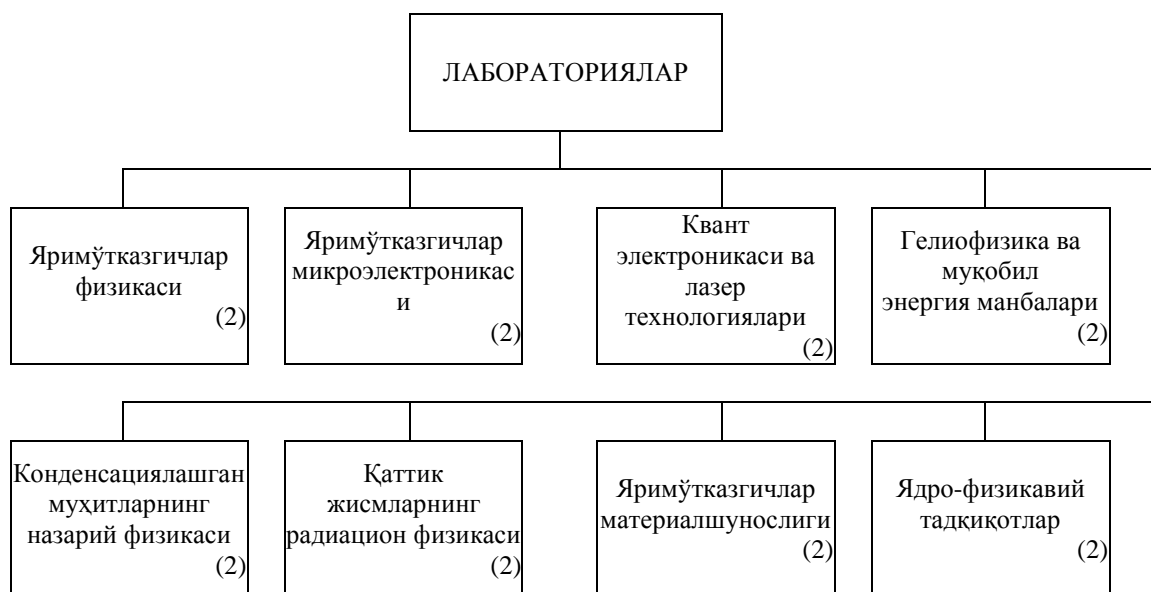 ЛАБОРАТОРИЯЛАР
Яримўтказгичлар
физикаси
(2)
Яримўтказгичлар
микроэлектроникас
и
(2)
Квант
электроникаси ва
лазер
технологиялари
(2)
Гелиофизика ва
муқобил
энергия манбалари
(2)
Конденсациялашган
муҳитларнинг
назарий физикаси
(2)
Қаттик
жисмларнинг
радиацион физикаси
(2)
Яримўтказгичлар
материалшунослиги
(2)
Ядро-физикавий
тадқиқотлар
(2)